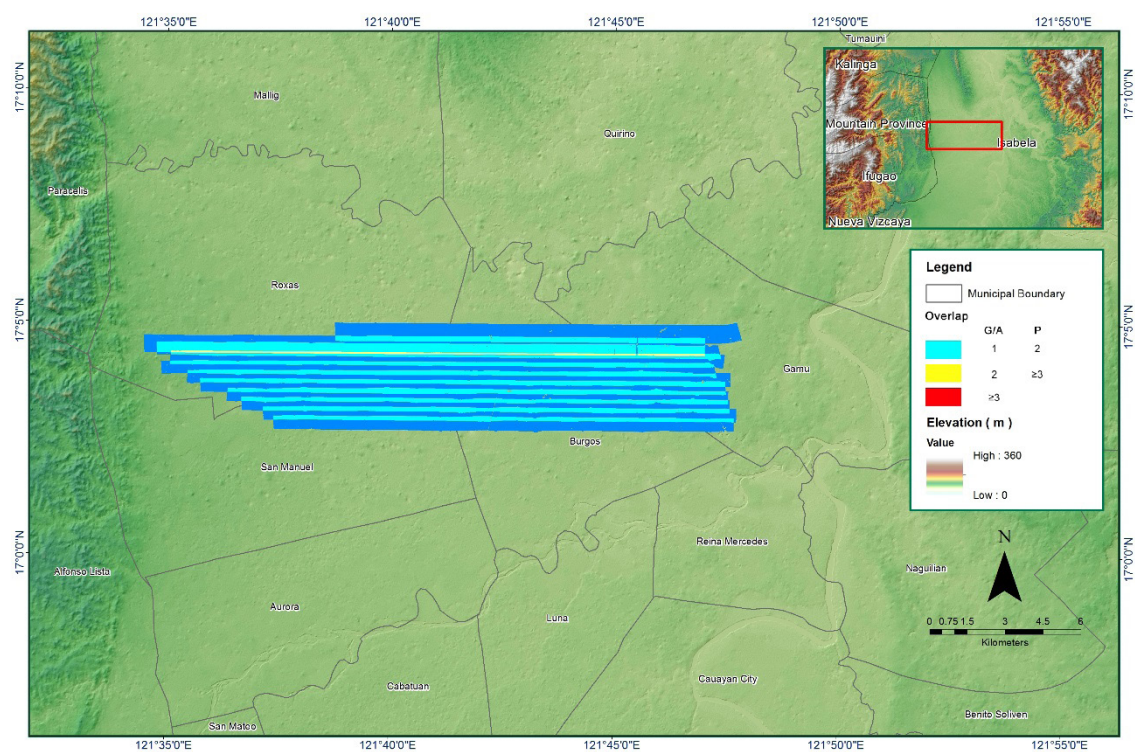 121°35'0"E 121°40'0"E 121°45'0"E 121°50'0"E 121°55'0"E
Tumauini
Kalinga
17°10'0"N 17°10'0"N
Mallig
Mountain Province
Quirino
Isabela
Ifugao
Paracelis
Nueva Vizcaya
Legend
Municipal Boundary
Roxas
Overlap
G/A P
17°5'0"N 17°5'0"N
1 2
2 ≥3
Gamu
≥3
Elevation ( m )
Value
Burgos
High : 360
San Manuel
Low : 0
N
Reina Mercedes
17°0'0"N 17°0'0"N
Naguilian
Alfonso Lista
Aurora
Luna
0 0.75 1.5 3 4.5 6
Kilometers
Cabatuan
Cauayan City
Benito Soliven
San Mateo
121°35'0"E 121°40'0"E 121°45'0"E 121°50'0"E 121°55'0"E